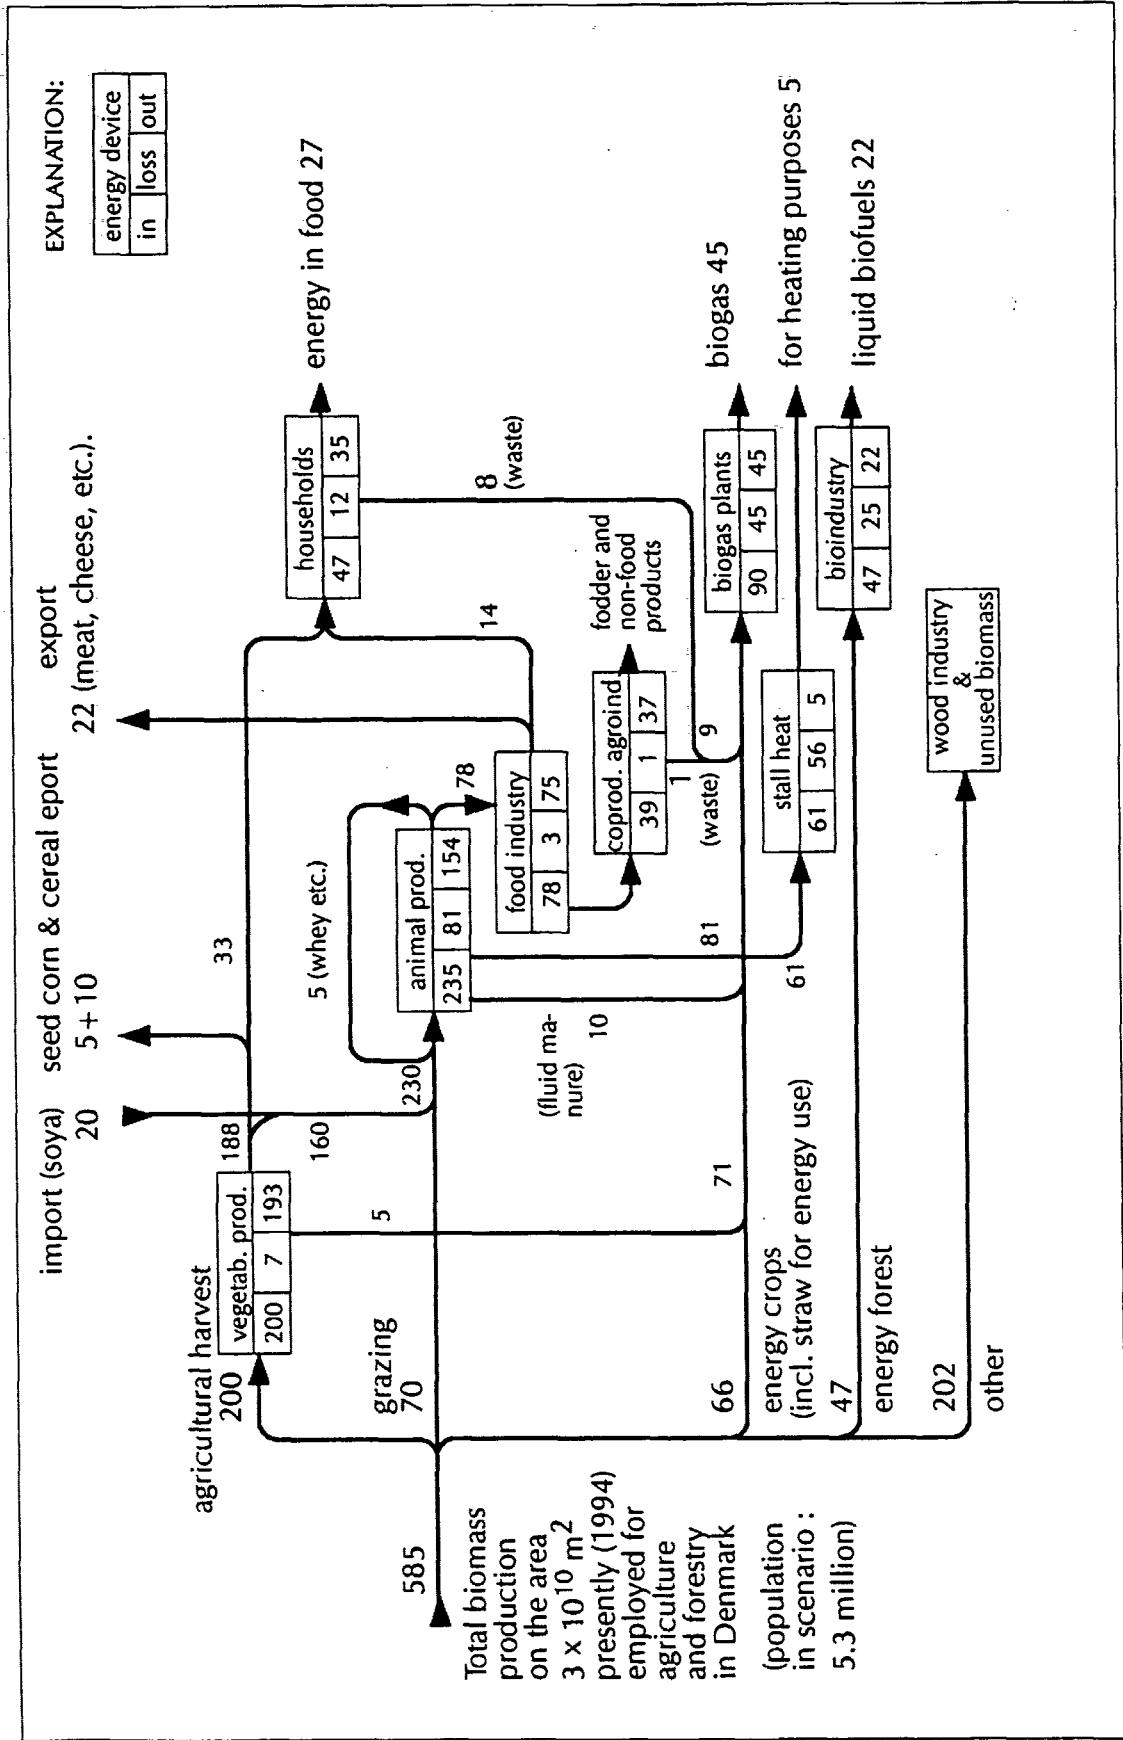 EXPLANATION:
energy device
in loss out
import (soya)
20
seed corn & cereal eport
5+10
export
22 (meat, cheese, etc.).
agricultural harvest
200
vegetab. prod.
200 7 193
188
160
33
5 (whey etc.)
households
47 12 35
energy in food 27
grazing
70
5
230
animal prod.
235 81 154
78
food industry
78 3 75
14
8
(waste)
585
Total biomass
production
on the area
3 x 10¹⁰ m²
presently (1994)
employed for
agriculture
and forestry
in Denmark
(population
in scenario :
5.3 million)
(fluid ma-
nure)
10
coprod. agroind.
39 1 37
fodder and
non-food
products
1
(waste)
9
66
71
81
biogas plants
90 45 45
biogas 45
energy crops
(incl. straw for energy use)
61
stall heat
61 56 5
for heating purposes 5
47
energy forest
bioindustry
47 25 22
liquid biofuels 22
202
other
wood industry
&
unused biomass